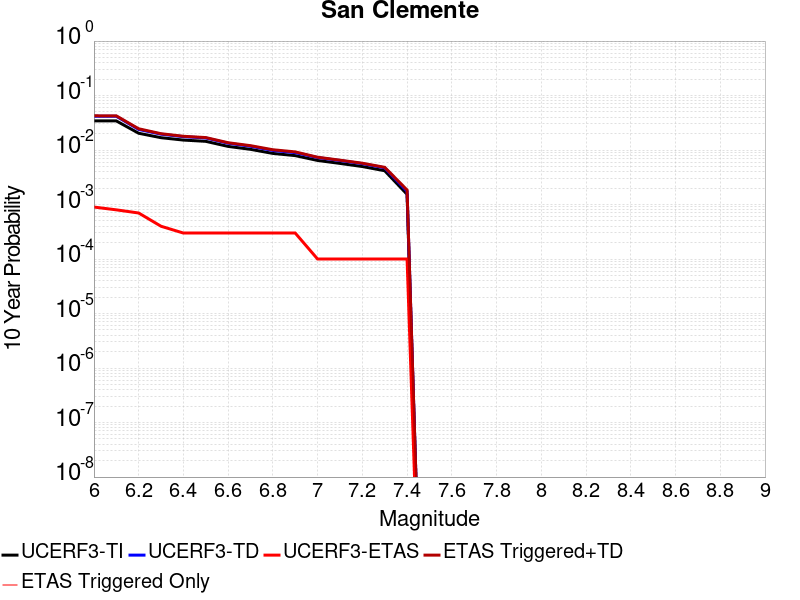 San Clemente
10^0
10^-1
10^-2
10^-3
10^-4
10^-5
10^-6
10^-7
10^-8
10 Year Probability
6 6.2 6.4 6.6 6.8 7 7.2 7.4 7.6 7.8 8 8.2 8.4 8.6 8.8 9
Magnitude
UCERF3-TI UCERF3-TD UCERF3-ETAS ETAS Triggered+TD
ETAS Triggered Only